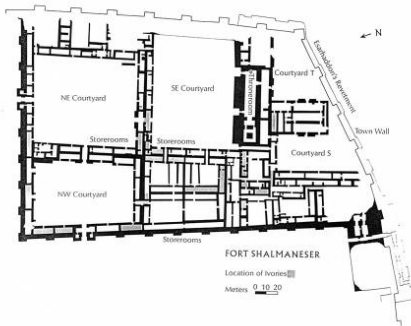 N
Esarhaddon's Revetment
Courtyard T
Throneroom
SE Courtyard
NE Courtyard
Town Wall
Storerooms
Storerooms
Courtyard S
NW Courtyard
Storerooms
FORT SHALMANESER
Location of Ivories
Meters 0 10 20